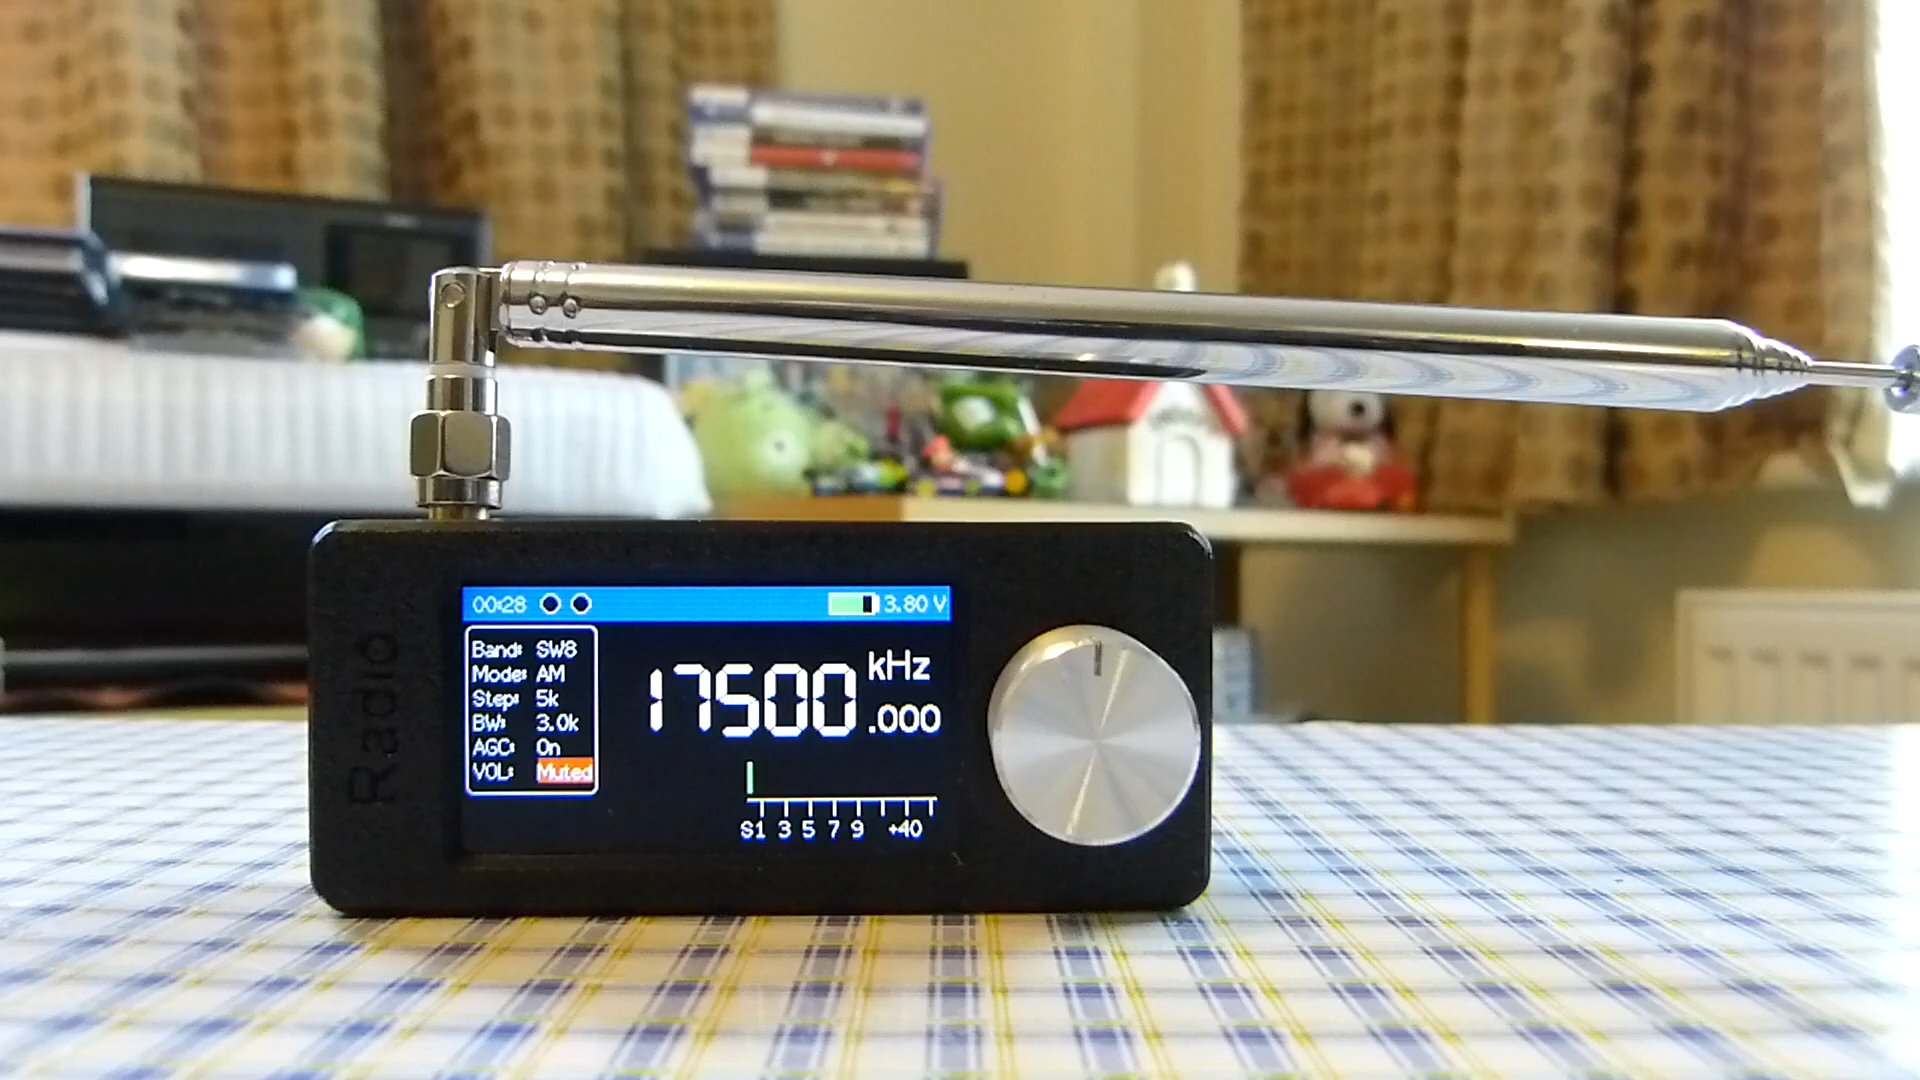 Radio
00:28 3.80 V
Band: SW8
Mode: AM
Step: 5k
BW: 3.0k
AGC: On
VOL: Muted
17500 kHz
.000
S1 3 5 7 9 +40